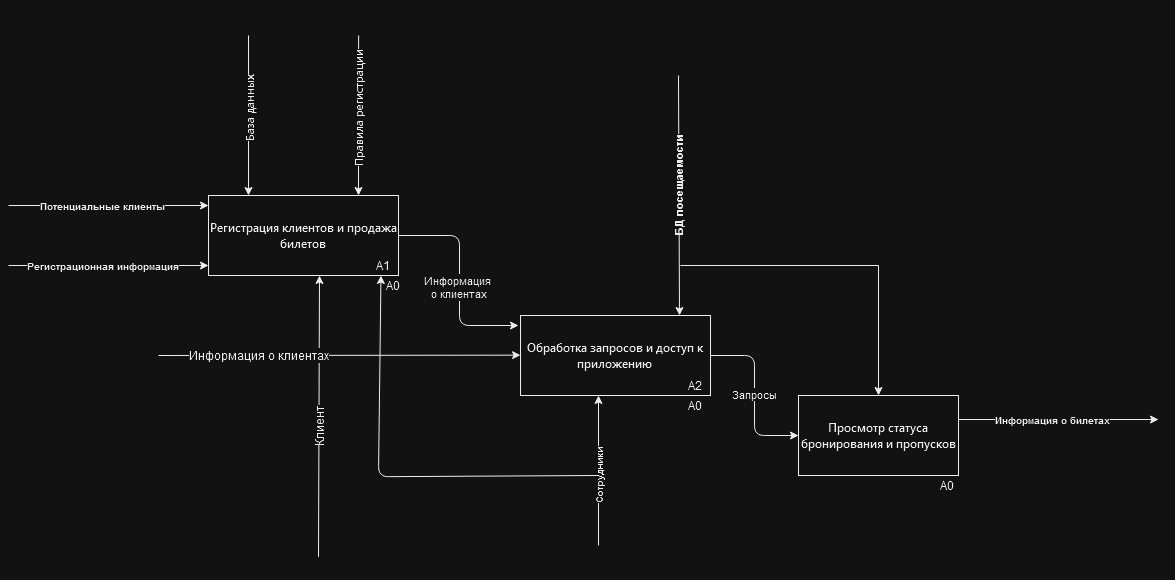 База данных
Правила регистрации
БД посещаемости
Потенциальные клиенты
Регистрация клиентов и продажа
билетов
Регистрационная информация
A1
A0
Информация
о клиентах
Информация о клиентах
Обработка запросов и доступ к
приложению
A2
A0
Запросы
Клиент
Сотрудники
Просмотр статуса
бронирования и пропусков
A0
Информация о билетах